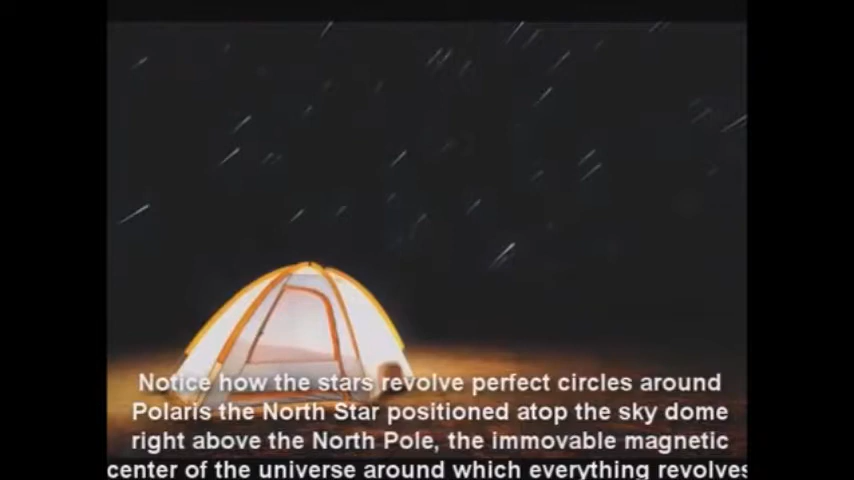 Notice how the stars revolve perfect circles around
Polaris the North Star positioned atop the sky dome
right above the North Pole, the immovable magnetic
center of the universe around which everything revolves